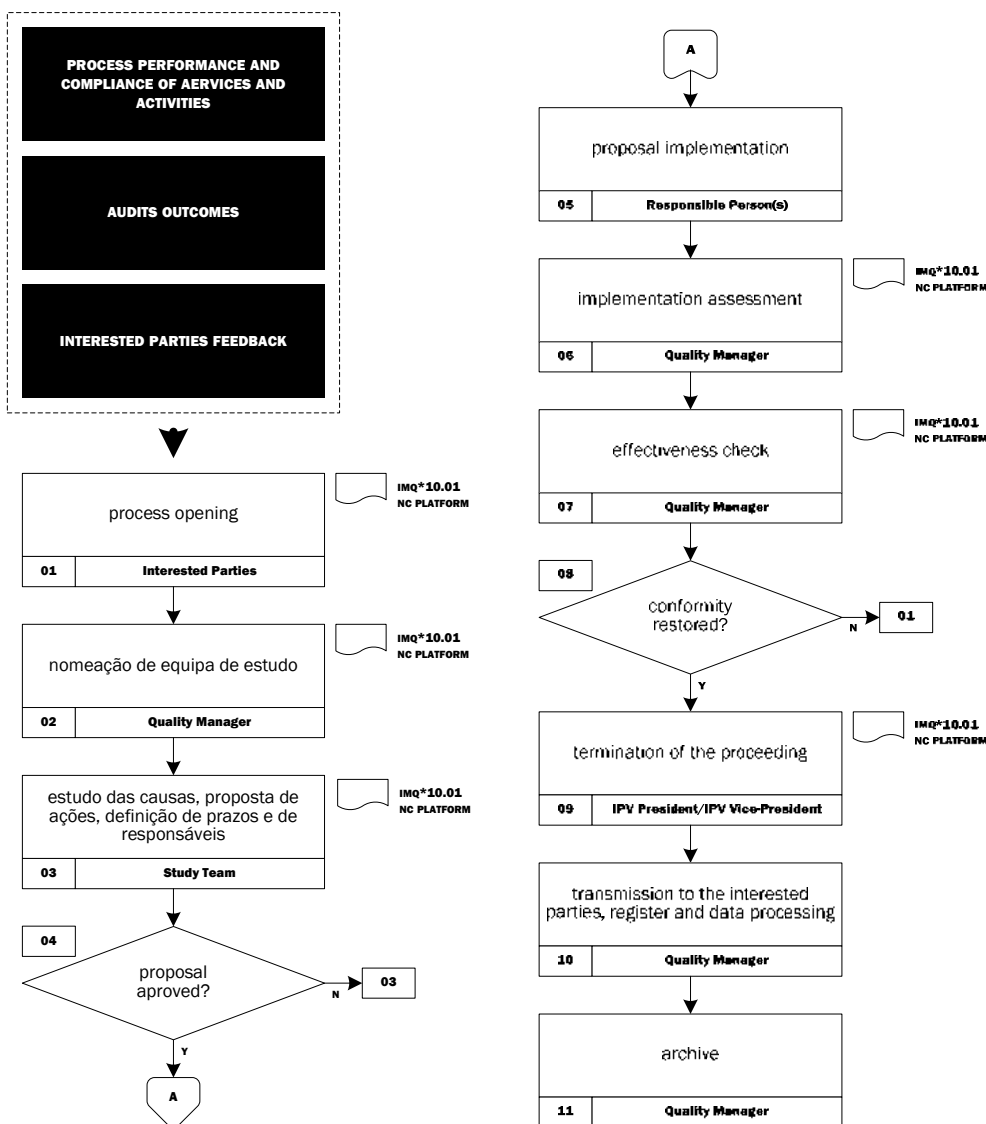 PROCESS PERFORMANCE AND
COMPLIANCE OF AERVICES AND
ACTIVITIES
AUDITS OUTCOMES
INTERESTED PARTIES FEEDBACK
process opening
01 Interested Parties
IMQ*10.01
NC PLATFORM
nomeação de equipa de estudo
02 Quality Manager
IMQ*10.01
NC PLATFORM
estudo das causas, proposta de
ações, definição de prazos e de
responsáveis
03 Study Team
IMQ*10.01
NC PLATFORM
04
proposal
aproved?
N
03
Y
A
A
proposal implementation
05 Responsible Person(s)
implementation assessment
06 Quality Manager
IMQ*10.01
NC PLATFORM
effectiveness check
07 Quality Manager
IMQ*10.01
NC PLATFORM
08
conformity
restored?
N
01
Y
termination of the proceeding
09 IPV President/IPV Vice-President
IMQ*10.01
NC PLATFORM
transmission to the interested
parties, register and data processing
10 Quality Manager
archive
11 Quality Manager